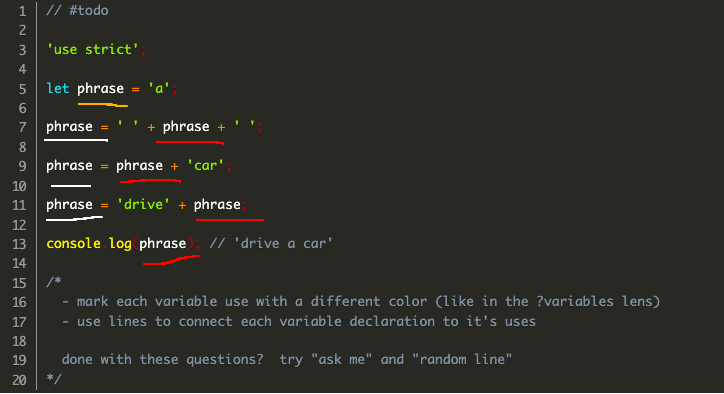 1 // #todo
2
3 'use strict';
4
5 let phrase = 'a';
6
7 phrase = ' ' + phrase + ' ';
8
9 phrase = phrase + 'car';
10
11 phrase = 'drive' + phrase;
12
13 console.log(phrase); // 'drive a car'
14
15 /*
16   - mark each variable use with a different color (like in the ?variables lens)
17   - use lines to connect each variable declaration to it's uses
18
19   done with these questions?  try "ask me" and "random line"
20 */